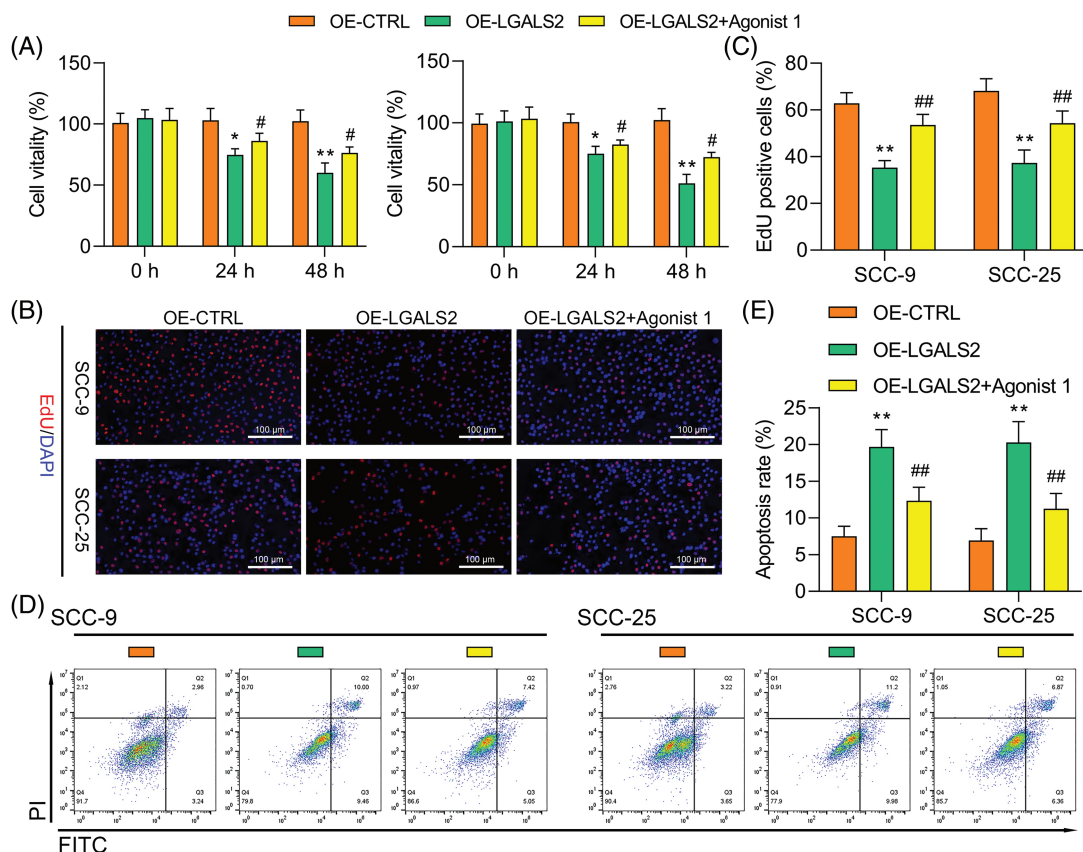 OE-CTRL OE-LGALS2 OE-LGALS2+Agonist 1
(A)
Cell vitality (%)
150
100
50
0
* # ** #
0 h 24 h 48 h
Cell vitality (%)
150
100
50
0
* # ** #
0 h 24 h 48 h
(C)
EdU positive cells (%)
80
60
40
20
0
** ## ** ##
SCC-9 SCC-25
(B)
OE-CTRL OE-LGALS2 OE-LGALS2+Agonist 1
EdU/DAPI
SCC-9
100 μm 100 μm 100 μm
SCC-25
100 μm 100 μm 100 μm
(E)
OE-CTRL
OE-LGALS2
OE-LGALS2+Agonist 1
Apoptosis rate (%)
25
20
15
10
5
0
** ## ** ##
SCC-9 SCC-25
(D)
SCC-9 SCC-25
PI
Q1 2.12 Q2 2.96 Q4 91.7 Q3 3.24
Q1 0.70 Q2 10.00 Q4 79.8 Q3 9.46
Q1 0.97 Q2 7.42 Q4 86.6 Q3 5.05
Q1 2.76 Q2 3.22 Q4 90.4 Q3 3.65
Q1 0.91 Q2 11.2 Q4 77.9 Q3 9.98
Q1 1.05 Q2 6.87 Q4 85.7 Q3 6.36
FITC